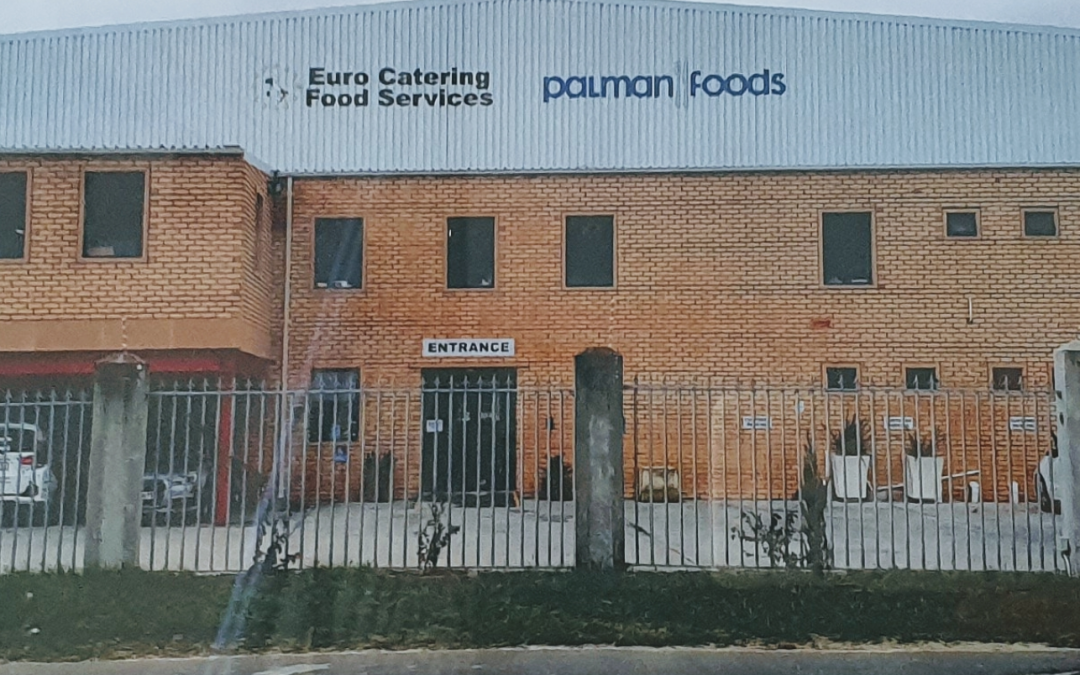 Euro Catering
Food Services
palman foods
ENTRANCE